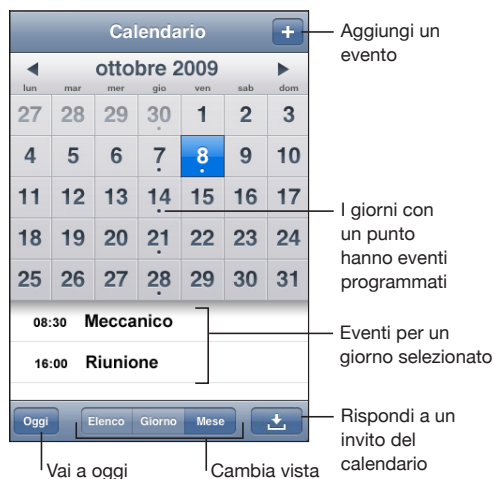 Calendario
+
ottobre 2009
lun mar mer gio ven sab dom
27 28 29 30 1 2 3
4 5 6 7 8 9 10
11 12 13 14 15 16 17
18 19 20 21 22 23 24
25 26 27 28 29 30 31
08:30 Meccanico
16:00 Riunione
Oggi Elenco Giorno Mese
Aggiungi un
evento
I giorni con
un punto
hanno eventi
programmati
Eventi per un
giorno selezionato
Rispondi a un
invito del
calendario
Vai a oggi
Cambia vista